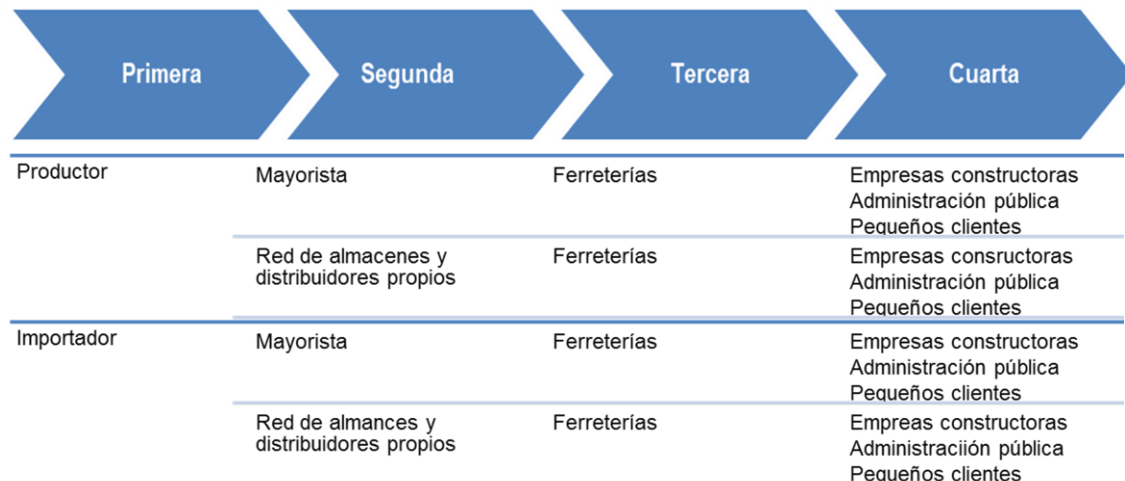 Primera
Segunda
Tercera
Cuarta
Productor
Mayorista
Ferreterías
Empresas constructoras
Administración pública
Pequeños clientes
Red de almacenes y
distribuidores propios
Ferreterías
Empresas consructoras
Administración pública
Pequeños clientes
Importador
Mayorista
Ferreterías
Empresas constructoras
Administración pública
Pequeños clientes
Red de almances y
distribuidores propios
Ferreterías
Empreas constructoras
Administraciión pública
Pequeños clientes